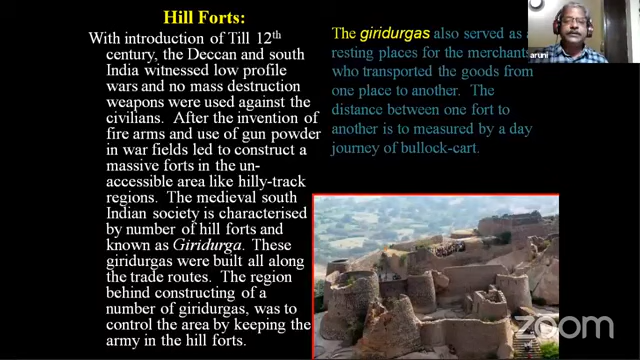 Hill Forts:
With introduction of Till 12th
century, the Deccan and south
India witnessed low profile
wars and no mass destruction
weapons were used against the
civilians. After the invention of
fire arms and use of gun powder
in war fields led to construct a
massive forts in the un-
accessible area like hilly-track
regions. The medieval south
Indian society is characterised
by number of hill forts and
known as Giridurga. These
giridurgas were built all along
the trade routes. The region
behind constructing of a
number of giridurgas, was to
control the area by keeping the
army in the hill forts.
The giridurgas also served as
resting places for the merchants
who transported the goods from
one place to another. The
distance between one fort to
another is to measured by a day
journey of bullock-cart.
aruni
zoom